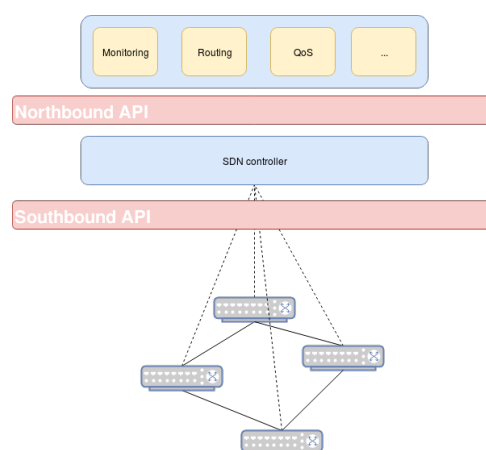 Monitoring
Routing
QoS
...
Northbound API
SDN controller
Southbound API